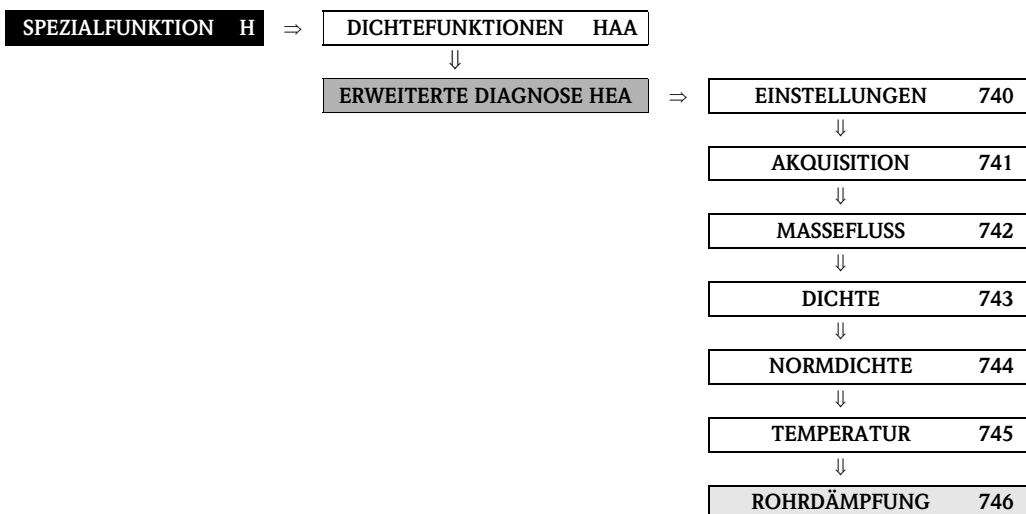 SPEZIALFUNKTION H ⇒ DICHTEFUNKTIONEN HAA
⇓
ERWEITERTE DIAGNOSE HEA ⇒ EINSTELLUNGEN 740
⇓
AKQUISITION 741
⇓
MASSEFLUSS 742
⇓
DICHTE 743
⇓
NORMDICHTE 744
⇓
TEMPERATUR 745
⇓
ROHRDÄMPFUNG 746